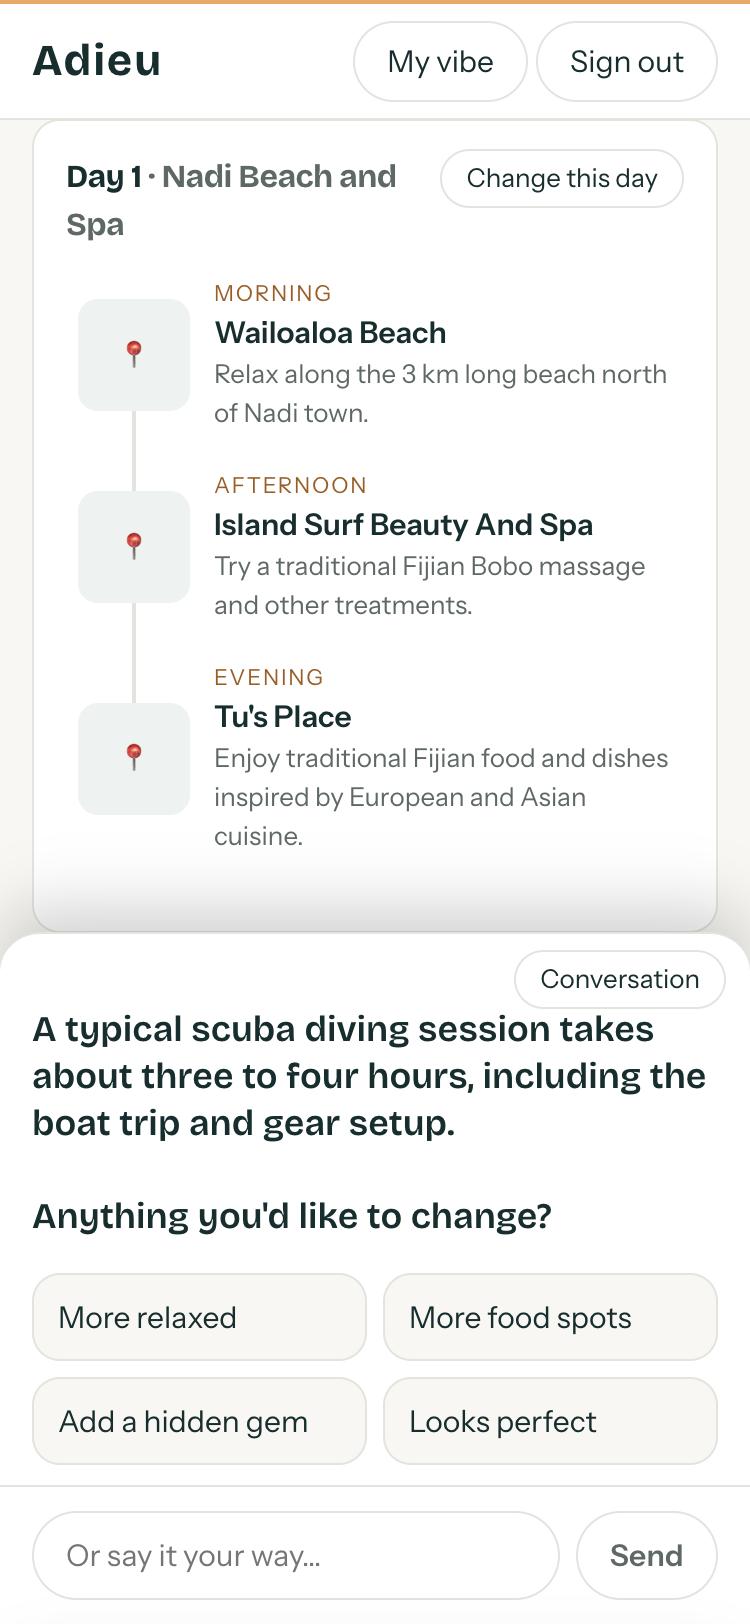 Adieu
My vibe
Sign out
Day 1 · Nadi Beach and
Spa
Change this day
MORNING
Wailoaloa Beach
Relax along the 3 km long beach north
of Nadi town.
AFTERNOON
Island Surf Beauty And Spa
Try a traditional Fijian Bobo massage
and other treatments.
EVENING
Tu's Place
Enjoy traditional Fijian food and dishes
inspired by European and Asian
cuisine.
Conversation
A typical scuba diving session takes
about three to four hours, including the
boat trip and gear setup.
Anything you'd like to change?
More relaxed
More food spots
Add a hidden gem
Looks perfect
Or say it your way...
Send